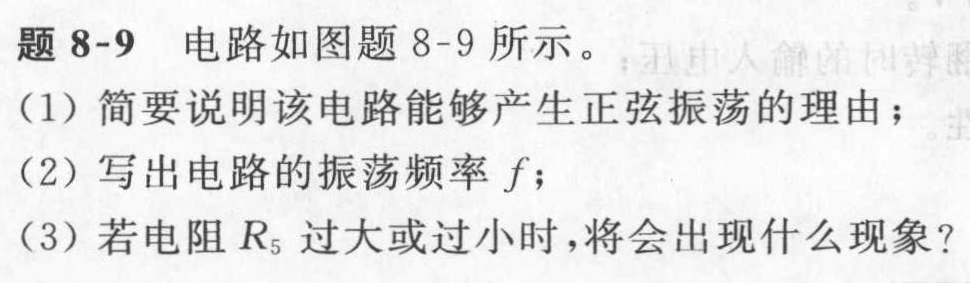 题 8-9 电路如图题 8-9 所示。
(1) 简要说明该电路能够产生正弦振荡的理由;
(2) 写出电路的振荡频率 f;
(3) 若电阻 R₅ 过大或过小时,将会出现什么现象?